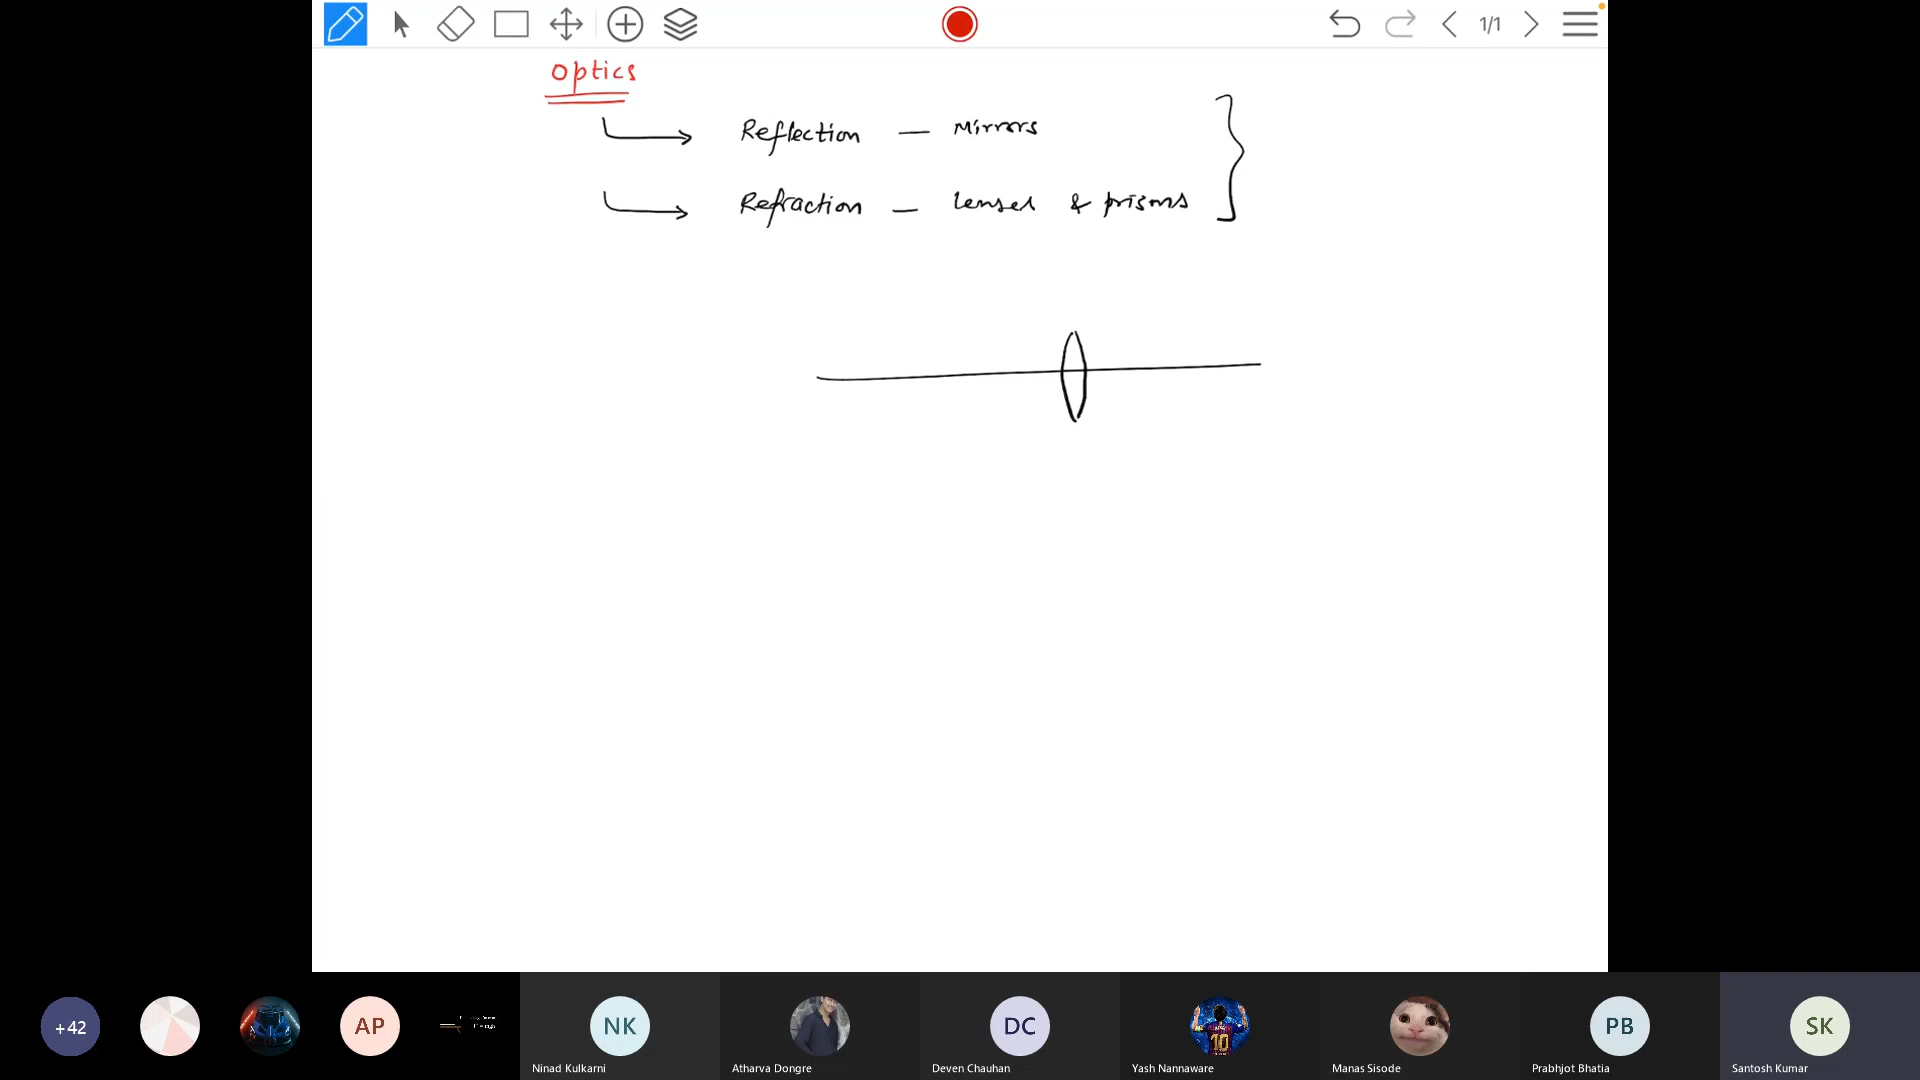 1/1
Optics
Reflection — Mirrors
Refraction — lenses & prisms
+42
AP
NK
DC
10
PB
SK
Ninad Kulkarni
Atharva Dongre
Deven Chauhan
Yash Nannaware
Manas Sisode
Prabhjot Bhatia
Santosh Kumar